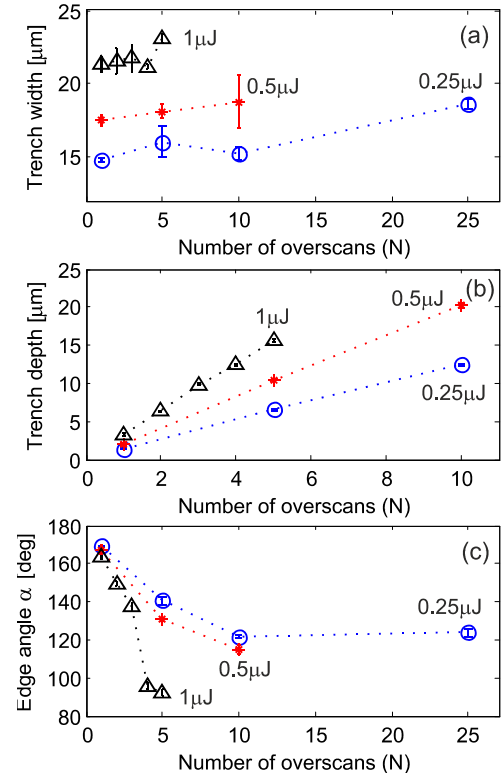 25
(a)
1μJ
20
0.5μJ
0.25μJ
15
10
Trench width [μm]
0 5 10 15 20 25
Number of overscans (N)
25
(b)
20
0.5μJ
1μJ
15
10
0.25μJ
5
0
Trench depth [μm]
0 2 4 6 8 10
Number of overscans (N)
180
(c)
160
140
0.25μJ
120
0.5μJ
100
1μJ
80
Edge angle α [deg]
0 5 10 15 20 25
Number of overscans (N)